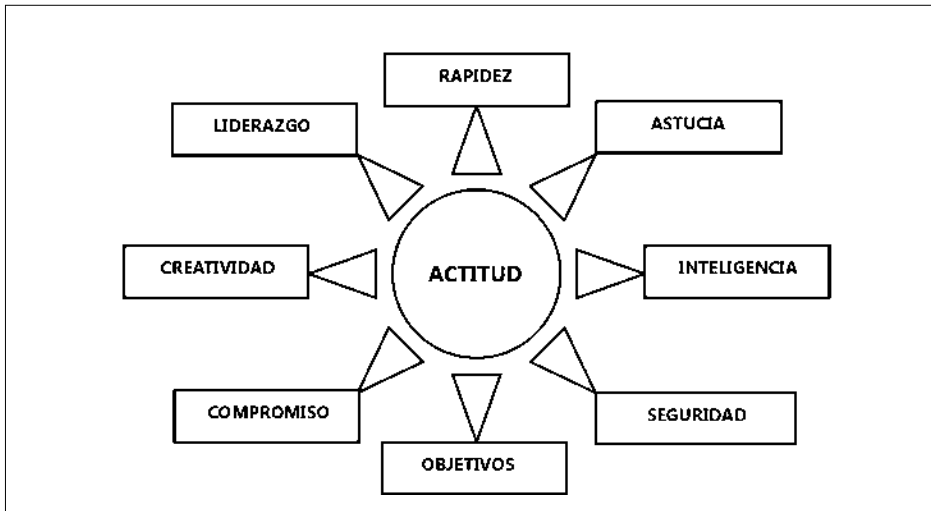 RAPIDEZ
LIDERAZGO
ASTUCIA
CREATIVIDAD
ACTITUD
INTELIGENCIA
COMPROMISO
SEGURIDAD
OBJETIVOS